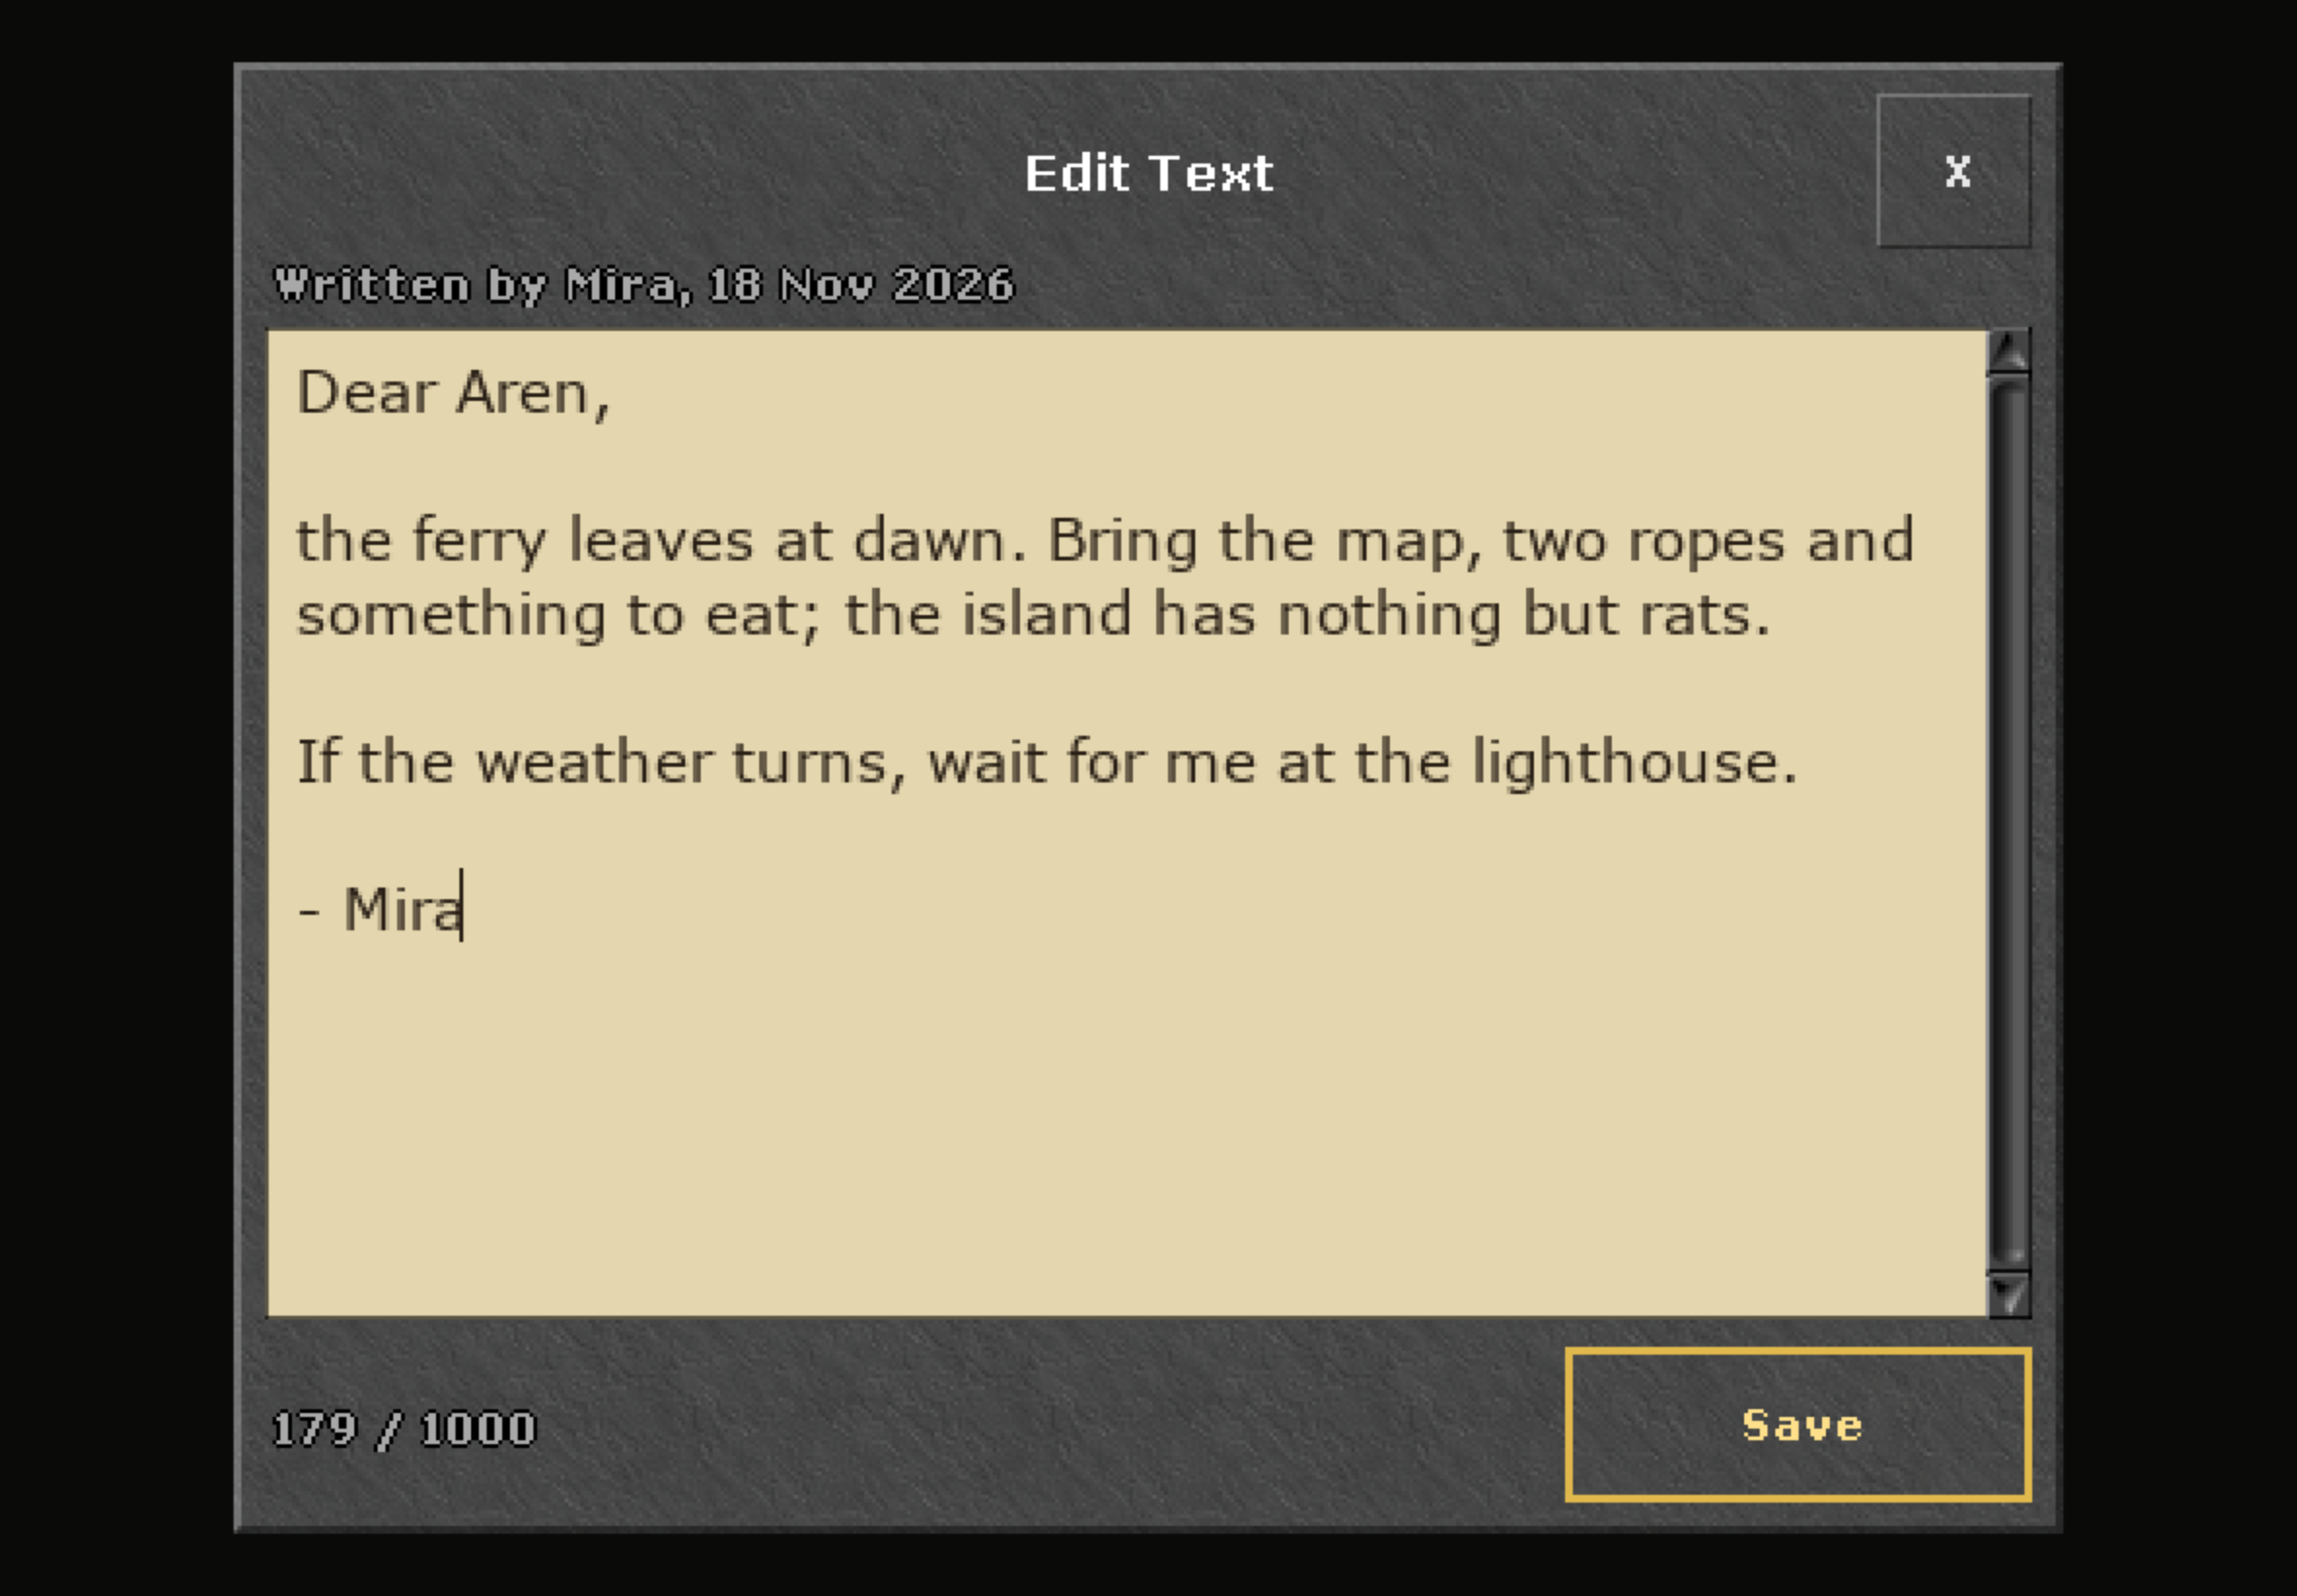 Edit Text
X
Written by Mira, 18 Nov 2026
Dear Aren,
the ferry leaves at dawn. Bring the map, two ropes and
something to eat; the island has nothing but rats.
If the weather turns, wait for me at the lighthouse.
- Mira
179 / 1000
Save